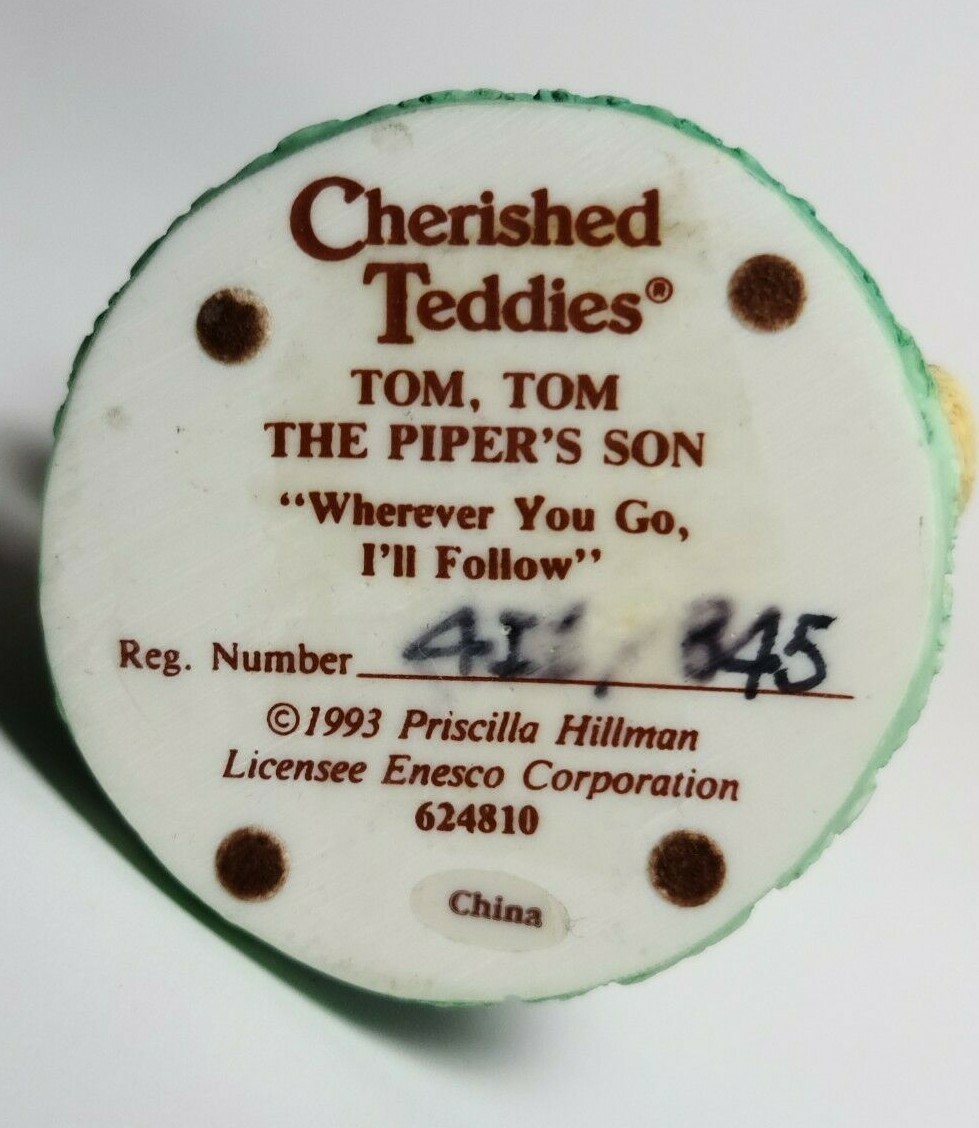 Cherished
Teddies®
TOM, TOM
THE PIPER'S SON
“Wherever You Go,
I'll Follow”
Reg. Number
©1993 Priscilla Hillman
Licensee Enesco Corporation
624810
China